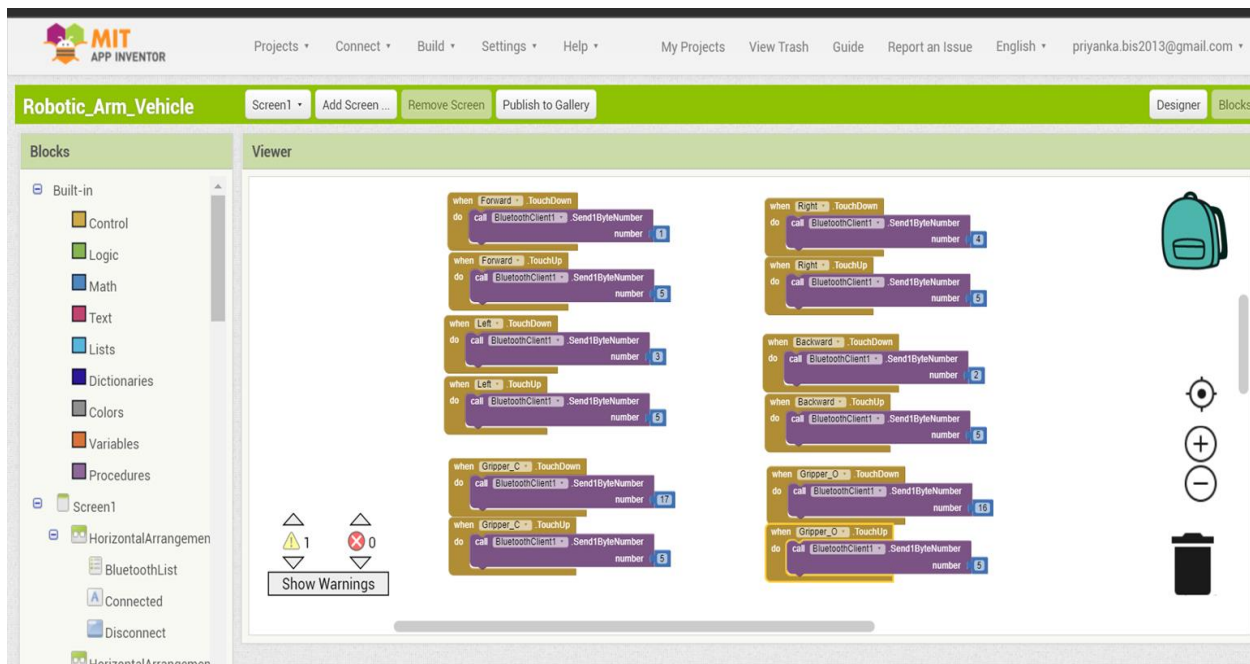 MIT
APP INVENTOR
Projects Connect Build Settings Help My Projects View Trash Guide Report an Issue English priyanka.bis2013@gmail.com
Robotic_Arm_Vehicle Screen1 Add Screen ... Remove Screen Publish to Gallery Designer Blocks
Blocks
Viewer
Built-in
Control
Logic
Math
Text
Lists
Dictionaries
Colors
Variables
Procedures
Screen1
HorizontalArrangemen
BluetoothList
A Connected
Disconnect
HorizontalArrangemen
when Forward .TouchDown
do call BluetoothClient1 .Send1ByteNumber
number 1
when Forward .TouchUp
do call BluetoothClient1 .Send1ByteNumber
number 5
when Left .TouchDown
do call BluetoothClient1 .Send1ByteNumber
number 3
when Left .TouchUp
do call BluetoothClient1 .Send1ByteNumber
number 5
when Gripper_C .TouchDown
do call BluetoothClient1 .Send1ByteNumber
number 17
when Gripper_C .TouchUp
do call BluetoothClient1 .Send1ByteNumber
number 5
when Right .TouchDown
do call BluetoothClient1 .Send1ByteNumber
number 4
when Right .TouchUp
do call BluetoothClient1 .Send1ByteNumber
number 5
when Backward .TouchDown
do call BluetoothClient1 .Send1ByteNumber
number 2
when Backward .TouchUp
do call BluetoothClient1 .Send1ByteNumber
number 5
when Gripper_O .TouchDown
do call BluetoothClient1 .Send1ByteNumber
number 16
when Gripper_O .TouchUp
do call BluetoothClient1 .Send1ByteNumber
number 5
1 0
Show Warnings